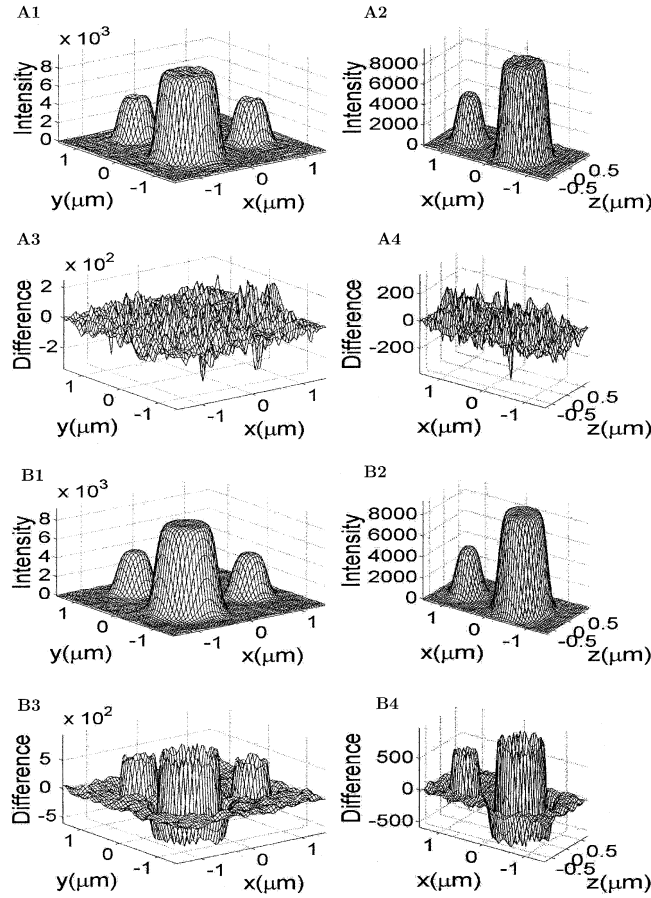 A1
A2
× 10³
Intensity
8
6
4
2
0
1
0
-1
y(μm)
-1
0
1
x(μm)
Intensity
8000
6000
4000
2000
0
1
0
-1
x(μm)
0.5
0
-0.5
z(μm)
A3
A4
× 10²
Difference
2
0
-2
1
0
-1
y(μm)
-1
0
1
x(μm)
Difference
200
0
-200
1
0
-1
x(μm)
0.5
0
-0.5
z(μm)
B1
B2
× 10³
Intensity
8
6
4
2
0
1
0
-1
y(μm)
-1
0
1
x(μm)
Intensity
8000
6000
4000
2000
0
1
0
-1
x(μm)
0.5
0
-0.5
z(μm)
B3
B4
× 10²
Difference
5
0
-5
1
0
-1
y(μm)
-1
0
1
x(μm)
Difference
500
0
-500
1
0
-1
x(μm)
0.5
0
-0.5
z(μm)